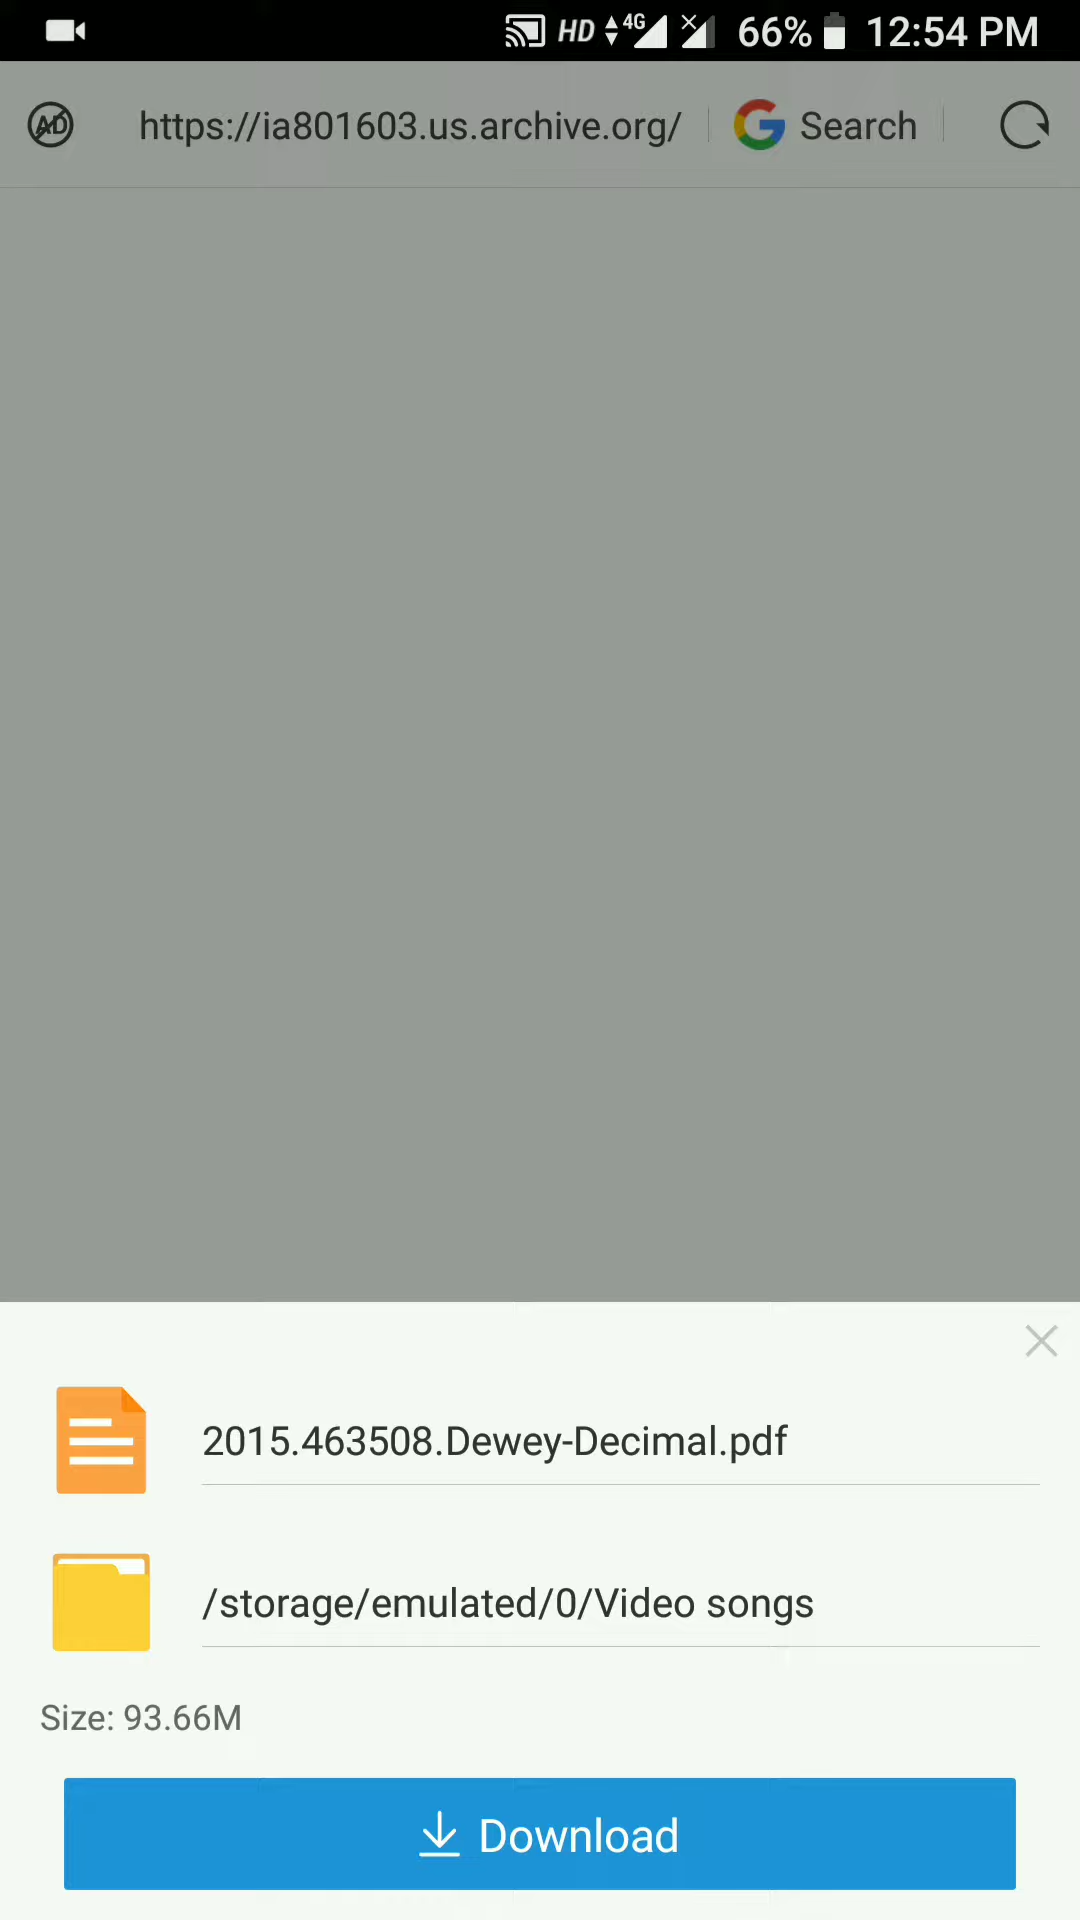 HD 4G 66% 12:54 PM
AD https://ia801603.us.archive.org/ Search
2015.463508.Dewey-Decimal.pdf
/storage/emulated/0/Video songs
Size: 93.66M
Download